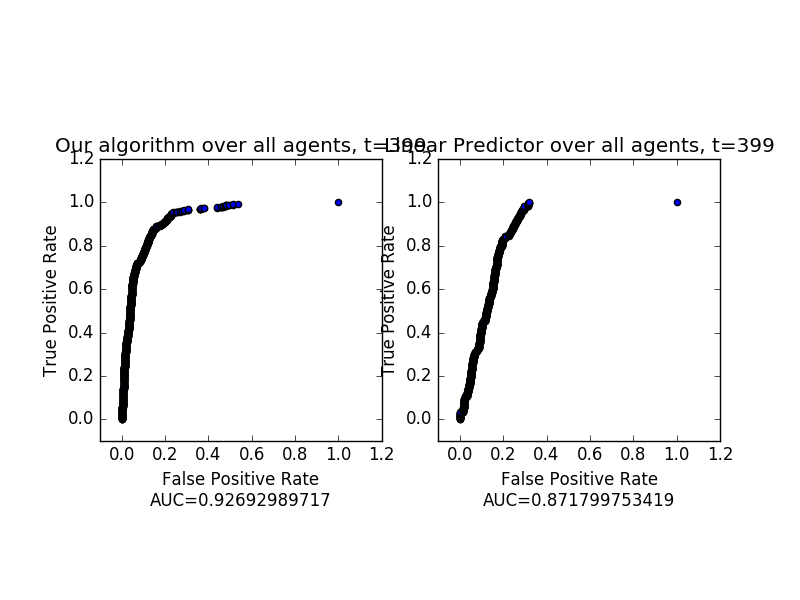 Our algorithm over all agents, t=399
Linear Predictor over all agents, t=399
1.2
1.0
0.8
0.6
0.4
0.2
0.0
True Positive Rate
0.0 0.2 0.4 0.6 0.8 1.0 1.2
False Positive Rate
AUC=0.92692989717
1.2
1.0
0.8
0.6
0.4
0.2
0.0
True Positive Rate
0.0 0.2 0.4 0.6 0.8 1.0 1.2
False Positive Rate
AUC=0.871799753419